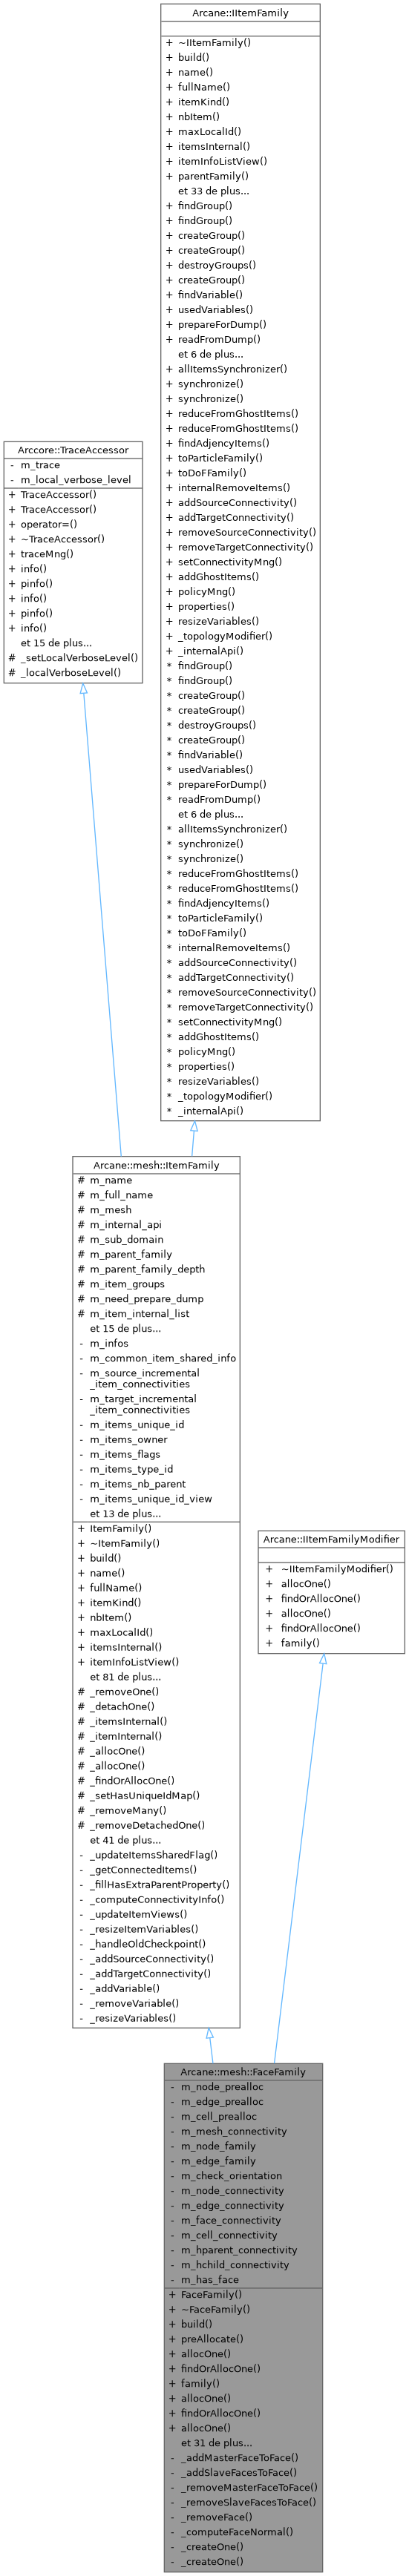 Arcane::IItemFamily
+ ~IItemFamily()
+ build()
+ name()
+ fullName()
+ itemKind()
+ nbItem()
+ maxLocalId()
+ itemsInternal()
+ itemInfoListView()
+ parentFamily()
et 33 de plus...
+ findGroup()
+ findGroup()
+ createGroup()
+ createGroup()
+ destroyGroups()
+ createGroup()
+ findVariable()
+ usedVariables()
+ prepareForDump()
+ readFromDump()
et 6 de plus...
+ allItemsSynchronizer()
+ synchronize()
+ synchronize()
+ reduceFromGhostItems()
+ reduceFromGhostItems()
+ findAdjencyItems()
+ toParticleFamily()
+ toDoFFamily()
+ internalRemoveItems()
+ addSourceConnectivity()
+ addTargetConnectivity()
+ removeSourceConnectivity()
+ removeTargetConnectivity()
+ setConnectivityMng()
+ addGhostItems()
+ policyMng()
+ properties()
+ resizeVariables()
+ _topologyModifier()
+ _internalApi()
* findGroup()
* findGroup()
* createGroup()
* createGroup()
* destroyGroups()
* createGroup()
* findVariable()
* usedVariables()
* prepareForDump()
* readFromDump()
et 6 de plus...
* allItemsSynchronizer()
* synchronize()
* synchronize()
* reduceFromGhostItems()
* reduceFromGhostItems()
* findAdjencyItems()
* toParticleFamily()
* toDoFFamily()
* internalRemoveItems()
* addSourceConnectivity()
* addTargetConnectivity()
* removeSourceConnectivity()
* removeTargetConnectivity()
* setConnectivityMng()
* addGhostItems()
* policyMng()
* properties()
* resizeVariables()
* _topologyModifier()
* _internalApi()
Arccore::TraceAccessor
- m_trace
- m_local_verbose_level
+ TraceAccessor()
+ TraceAccessor()
+ operator=()
+ ~TraceAccessor()
+ traceMng()
+ info()
+ pinfo()
+ info()
+ pinfo()
+ info()
et 15 de plus...
# _setLocalVerboseLevel()
# _localVerboseLevel()
Arcane::mesh::ItemFamily
# m_name
# m_full_name
# m_mesh
# m_internal_api
# m_sub_domain
# m_parent_family
# m_parent_family_depth
# m_item_groups
# m_need_prepare_dump
# m_item_internal_list
et 15 de plus...
- m_infos
- m_common_item_shared_info
- m_source_incremental
_item_connectivities
- m_target_incremental
_item_connectivities
- m_items_unique_id
- m_items_owner
- m_items_flags
- m_items_type_id
- m_items_nb_parent
- m_items_unique_id_view
et 13 de plus...
+ ItemFamily()
+ ~ItemFamily()
+ build()
+ name()
+ fullName()
+ itemKind()
+ nbItem()
+ maxLocalId()
+ itemsInternal()
+ itemInfoListView()
et 81 de plus...
# _removeOne()
# _detachOne()
# _itemsInternal()
# _itemInternal()
# _allocOne()
# _allocOne()
# _findOrAllocOne()
# _setHasUniqueIdMap()
# _removeMany()
# _removeDetachedOne()
et 41 de plus...
- _updateItemsSharedFlag()
- _getConnectedItems()
- _fillHasExtraParentProperty()
- _computeConnectivityInfo()
- _updateItemViews()
- _resizeItemVariables()
- _handleOldCheckpoint()
- _addSourceConnectivity()
- _addTargetConnectivity()
- _addVariable()
- _removeVariable()
- _resizeVariables()
Arcane::IItemFamilyModifier
+ ~IItemFamilyModifier()
+ allocOne()
+ findOrAllocOne()
+ allocOne()
+ findOrAllocOne()
+ family()
Arcane::mesh::FaceFamily
- m_node_prealloc
- m_edge_prealloc
- m_cell_prealloc
- m_mesh_connectivity
- m_node_family
- m_edge_family
- m_check_orientation
- m_node_connectivity
- m_edge_connectivity
- m_face_connectivity
- m_cell_connectivity
- m_hparent_connectivity
- m_hchild_connectivity
- m_has_face
+ FaceFamily()
+ ~FaceFamily()
+ build()
+ preAllocate()
+ allocOne()
+ findOrAllocOne()
+ family()
+ allocOne()
+ findOrAllocOne()
+ allocOne()
et 31 de plus...
- _addMasterFaceToFace()
- _addSlaveFacesToFace()
- _removeMasterFaceToFace()
- _removeSlaveFacesToFace()
- _removeFace()
- _computeFaceNormal()
- _createOne()
- _createOne()